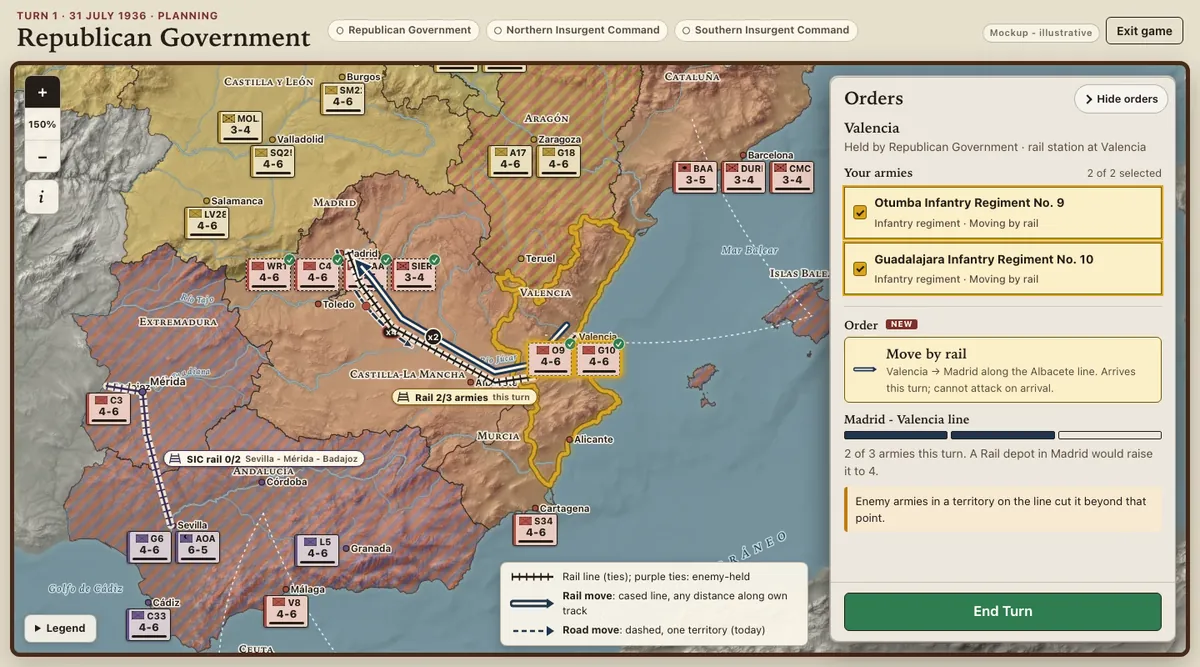 TURN 1 · 31 JULY 1936 · PLANNING
Republican Government
Republican Government
Northern Insurgent Command
Southern Insurgent Command
Mockup - illustrative
Exit game
+
150%
−
i
CASTILLA Y LEÓN
Burgos
SM2
4-6
MOL
3-4
Valladolid
SQ2
4-6
Salamanca
LV28
4-6
ARAGÓN
Zaragoza
A17
4-6
G18
4-6
CATALUÑA
Barcelona
BAA
3-5
DUR
3-4
CMC
3-4
MADRID
WR1
4-6
C4
4-6
SIER
3-4
Toledo
Teruel
VALENCIA
Valencia
O9
4-6
G10
4-6
x2
Mar Balear
ISLAS BALE
Río Tajo
EXTREMADURA
Mérida
C3
4-6
CASTILLA-LA MANCHA
Río Júcar
Rail 2/3 armies this turn
MURCIA
Alicante
SIC rail 0/2 Sevilla - Mérida - Badajoz
ANDALUCÍA
Córdoba
Cartagena
S34
4-6
Sevilla
G6
4-6
AOA
6-5
L5
4-6
Granada
Golfo de Cádiz
Cádiz
C33
4-6
Málaga
V8
4-6
CEUTA
RÁNEO
Legend
Rail line (ties); purple ties: enemy-held
Rail move: cased line, any distance along own
track
Road move: dashed, one territory (today)
Orders
Hide orders
Valencia
Held by Republican Government · rail station at Valencia
Your armies
2 of 2 selected
Otumba Infantry Regiment No. 9
Infantry regiment · Moving by rail
Guadalajara Infantry Regiment No. 10
Infantry regiment · Moving by rail
Order NEW
Move by rail
Valencia → Madrid along the Albacete line. Arrives
this turn; cannot attack on arrival.
Madrid - Valencia line
2 of 3 armies this turn. A Rail depot in Madrid would raise
it to 4.
Enemy armies in a territory on the line cut it beyond that
point.
End Turn